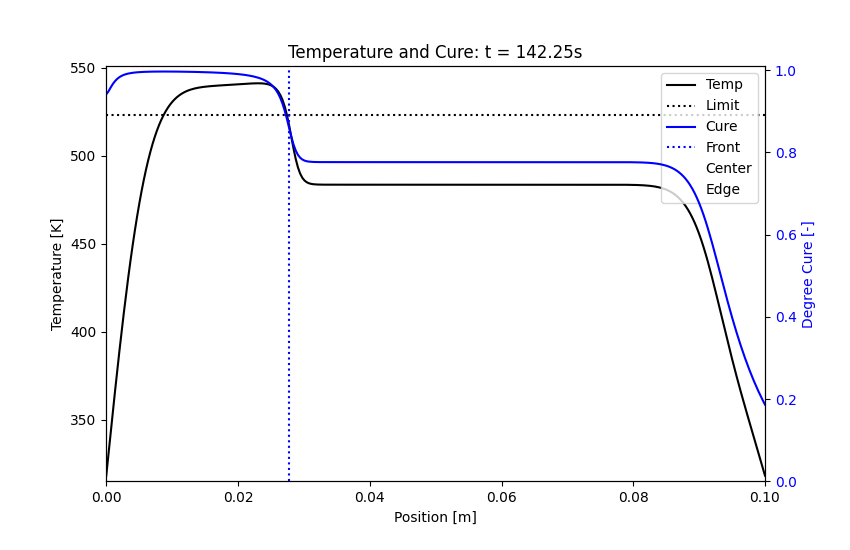 Temperature and Cure: t = 142.25s
550
500
450
400
350
Temperature [K]
0.00
0.02
0.04
0.06
0.08
0.10
Position [m]
1.0
0.8
0.6
0.4
0.2
0.0
Degree Cure [-]
Temp
Limit
Cure
Front
Center
Edge